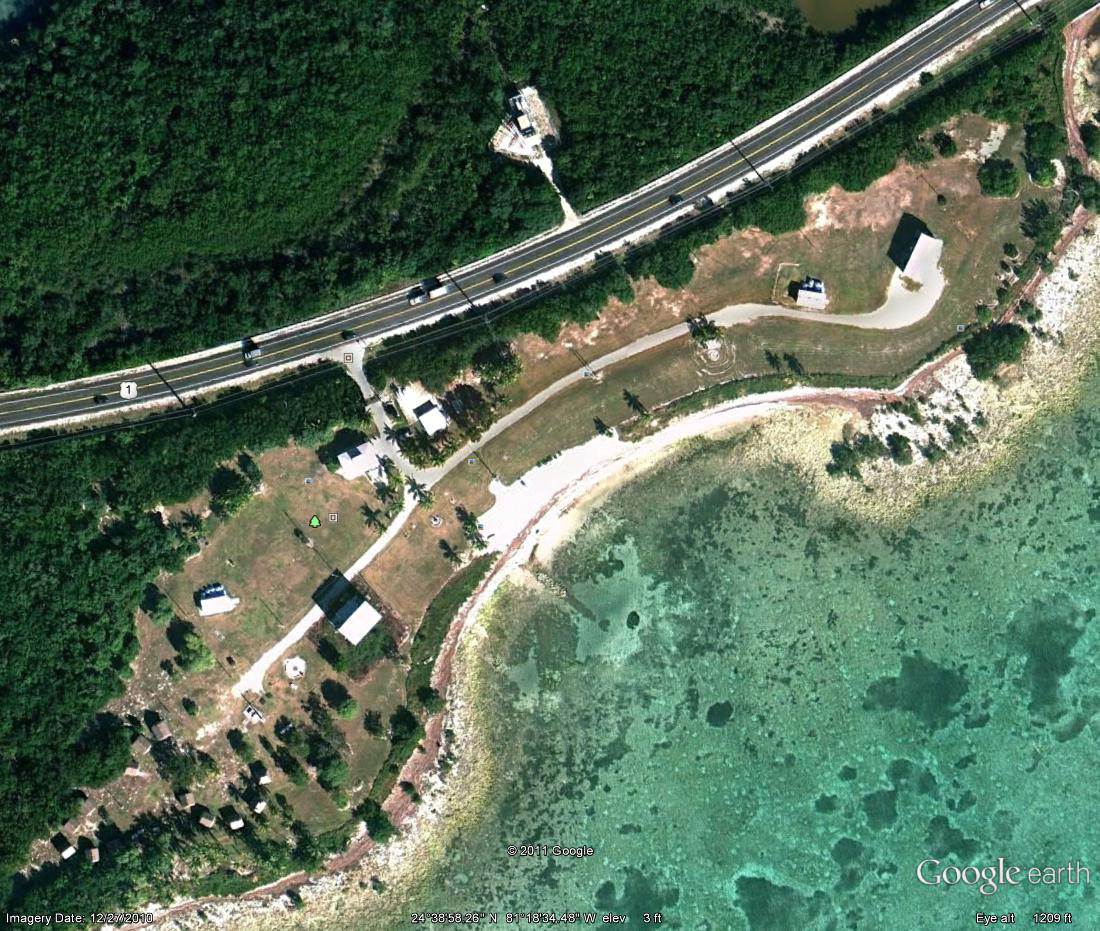 1
© 2011 Google
Google earth
Imagery Date: 12/27/2010
24°38'58.26" N 81°18'34.48" W elev 3 ft
Eye alt 1209 ft